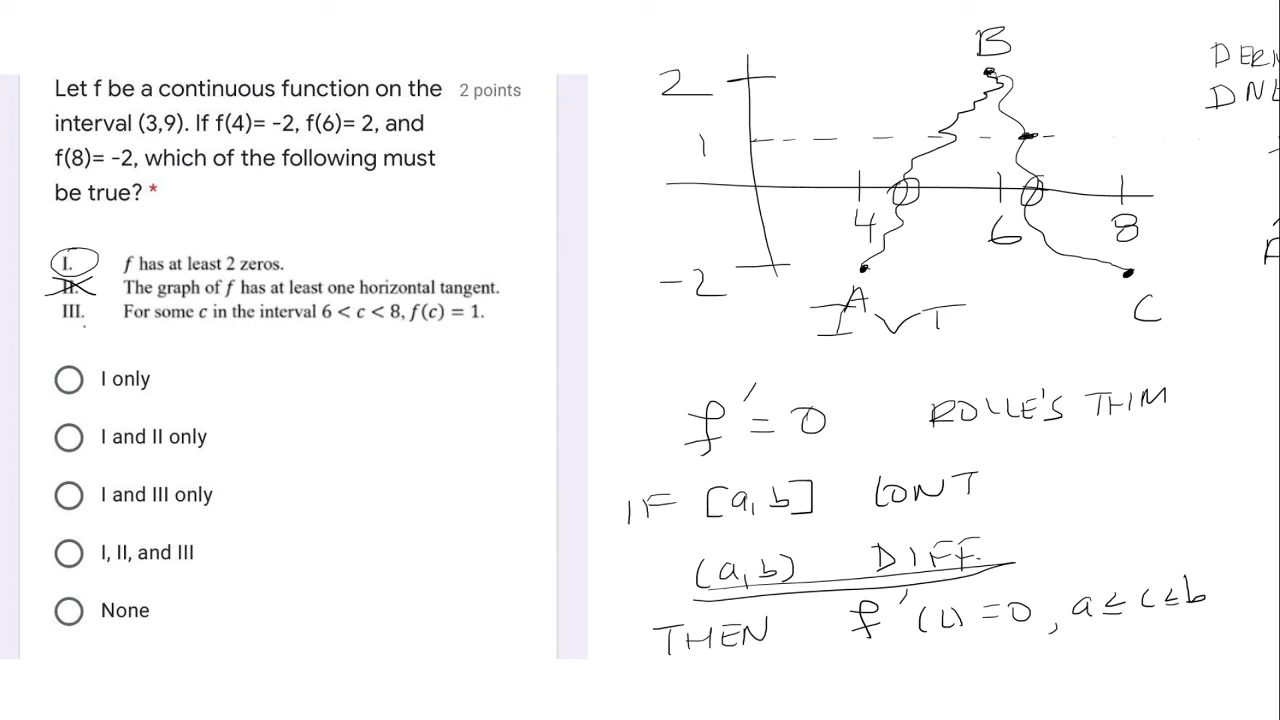 Let f be a continuous function on the 2 points
interval (3,9). If f(4)= -2, f(6)= 2, and
f(8)= -2, which of the following must
be true? *
I. f has at least 2 zeros.
II. The graph of f has at least one horizontal tangent.
III. For some c in the interval 6 < c < 8, f(c) = 1.
I only
I and II only
I and III only
I, II, and III
None
B
2
1
4
6
8
-2
A
C
IVT
DNE
f' = 0 ROLLE'S THM
IF [a, b] CONT
(a, b) DIFF.
THEN f'(c) = 0, a ≤ c ≤ b